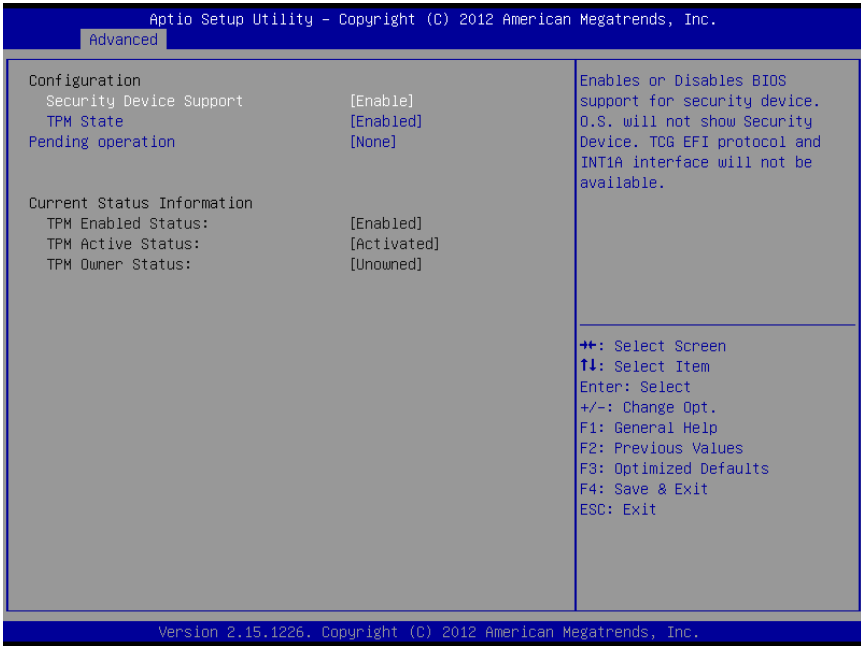 Aptio Setup Utility – Copyright (C) 2012 American Megatrends, Inc.
Advanced
Configuration
Security Device Support [Enable]
TPM State [Enabled]
Pending operation [None]
Current Status Information
TPM Enabled Status: [Enabled]
TPM Active Status: [Activated]
TPM Owner Status: [Unowned]
Enables or Disables BIOS
support for security device.
O.S. will not show Security
Device. TCG EFI protocol and
INT1A interface will not be
available.
→←: Select Screen
↑↓: Select Item
Enter: Select
+/-: Change Opt.
F1: General Help
F2: Previous Values
F3: Optimized Defaults
F4: Save & Exit
ESC: Exit
Version 2.15.1226. Copyright (C) 2012 American Megatrends, Inc.